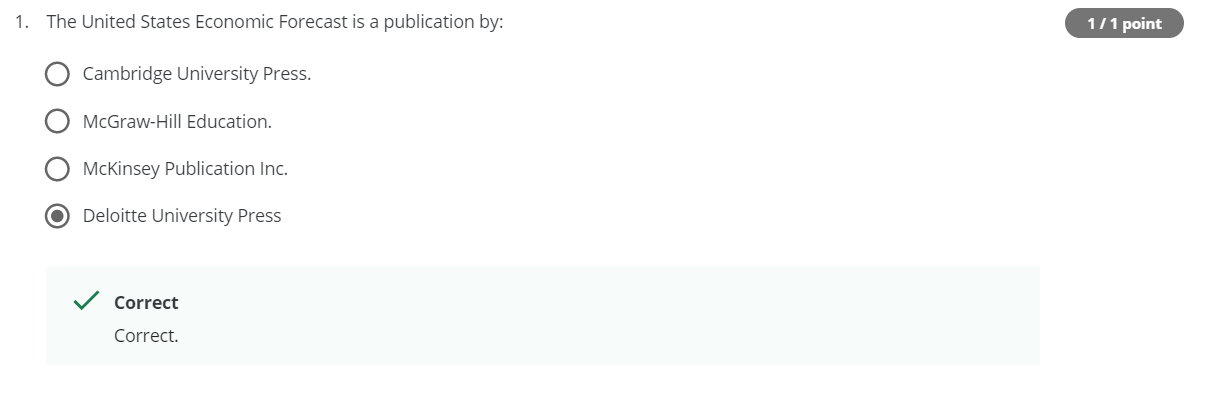 1. The United States Economic Forecast is a publication by:
1 / 1 point
Cambridge University Press.
McGraw-Hill Education.
McKinsey Publication Inc.
Deloitte University Press
Correct
Correct.